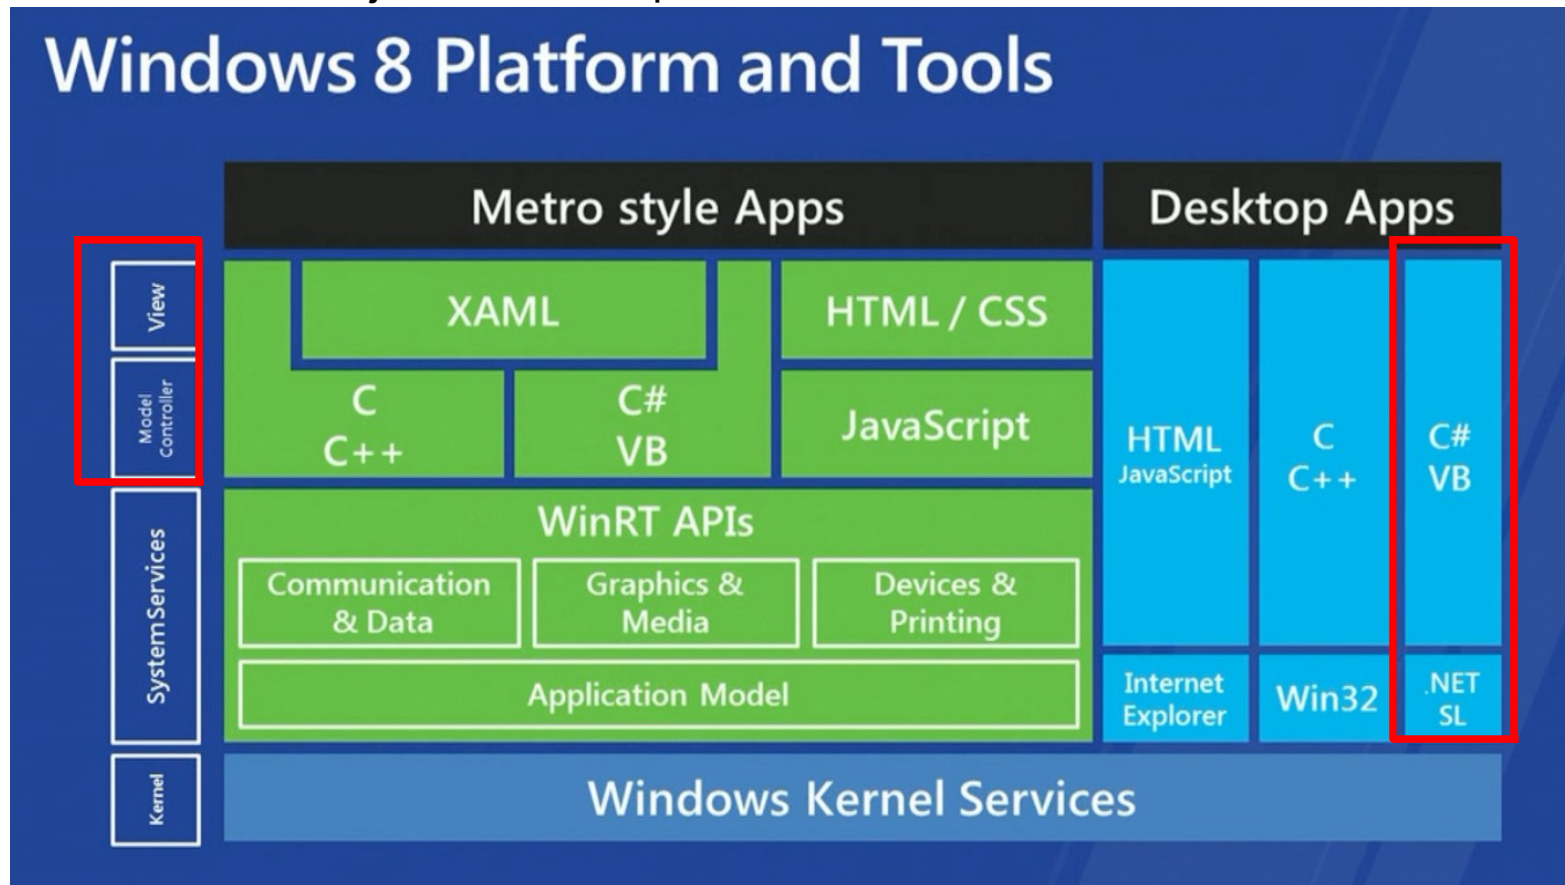 Windows 8 Platform and Tools
Metro style Apps
Desktop Apps
View
XAML
HTML / CSS
Model
Controller
C
C++
C#
VB
JavaScript
HTML
JavaScript
C
C++
C#
VB
System Services
WinRT APIs
Communication
& Data
Graphics &
Media
Devices &
Printing
Application Model
Internet
Explorer
Win32
.NET
SL
Kernel
Windows Kernel Services